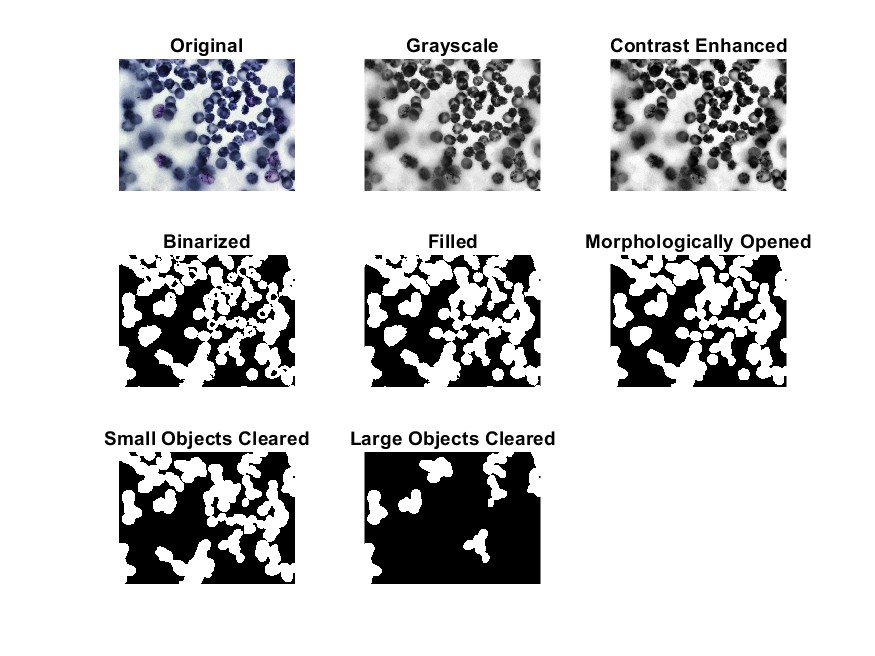 Original
Grayscale
Contrast Enhanced
Binarized
Filled
Morphologically Opened
Small Objects Cleared
Large Objects Cleared